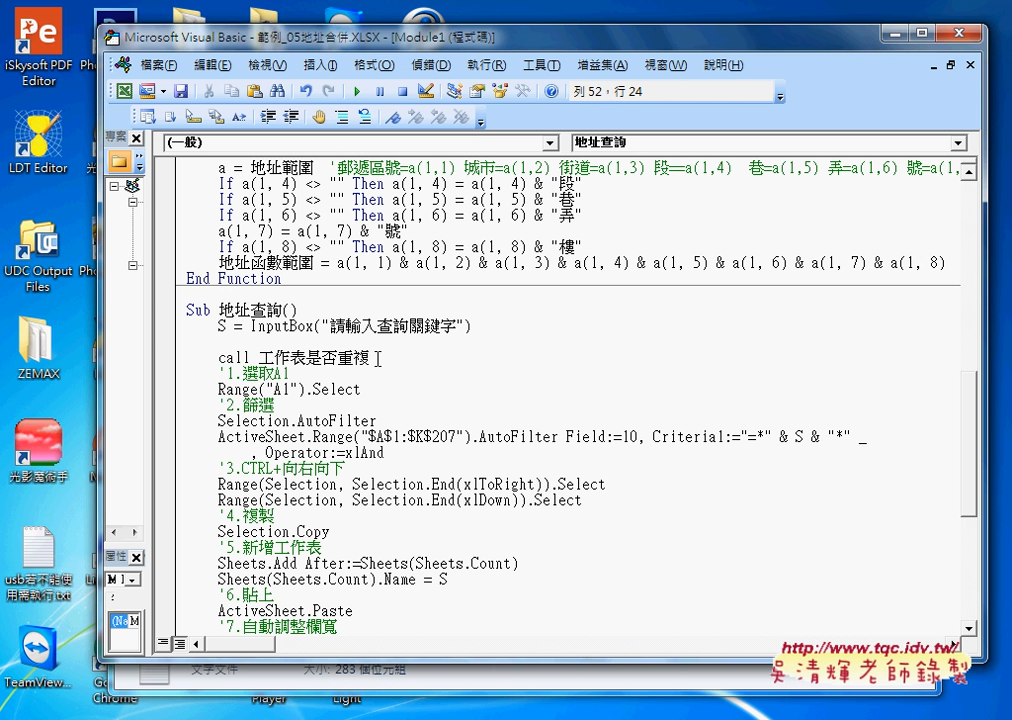 Microsoft Visual Basic - 範例_05地址合併.XLSX - [Module1 (程式碼)]
檔案(F) 編輯(E) 檢視(V) 插入(I) 格式(O) 偵錯(D) 執行(R) 工具(T) 增益集(A) 視窗(W) 說明(H)
列 52，行 24
專案
(一般)
地址查詢
a = 地址範圍 '郵遞區號=a(1,1) 城市=a(1,2) 街道=a(1,3) 段==a(1,4) 巷=a(1,5) 弄=a(1,6) 號=a(1,
If a(1, 4) <> "" Then a(1, 4) = a(1, 4) & "段"
If a(1, 5) <> "" Then a(1, 5) = a(1, 5) & "巷"
If a(1, 6) <> "" Then a(1, 6) = a(1, 6) & "弄"
a(1, 7) = a(1, 7) & "號"
If a(1, 8) <> "" Then a(1, 8) = a(1, 8) & "樓"
地址函數範圍 = a(1, 1) & a(1, 2) & a(1, 3) & a(1, 4) & a(1, 5) & a(1, 6) & a(1, 7) & a(1, 8)
End Function
Sub 地址查詢()
S = InputBox("請輸入查詢關鍵字")
call 工作表是否重複
'1.選取A1
Range("A1").Select
'2.篩選
Selection.AutoFilter
ActiveSheet.Range("$A$1:$K$207").AutoFilter Field:=10, Criteria1:="=*" & S & "*" _
, Operator:=xlAnd
'3.CTRL+向右向下
Range(Selection, Selection.End(xlToRight)).Select
Range(Selection, Selection.End(xlDown)).Select
'4.複製
Selection.Copy
'5.新增工作表
Sheets.Add After:=Sheets(Sheets.Count)
Sheets(Sheets.Count).Name = S
'6.貼上
ActiveSheet.Paste
'7.自動調整欄寬
屬性
iSkysoft PDF Editor
LDT Editor
UDC Output Files
ZEMAX
光影魔術手
usb若不能使用需執行.txt
TeamView...
Chrome
Player
Light
文字文件
大小: 283 個位元組
http://www.tqc.idv.tw/
吳清輝老師錄製